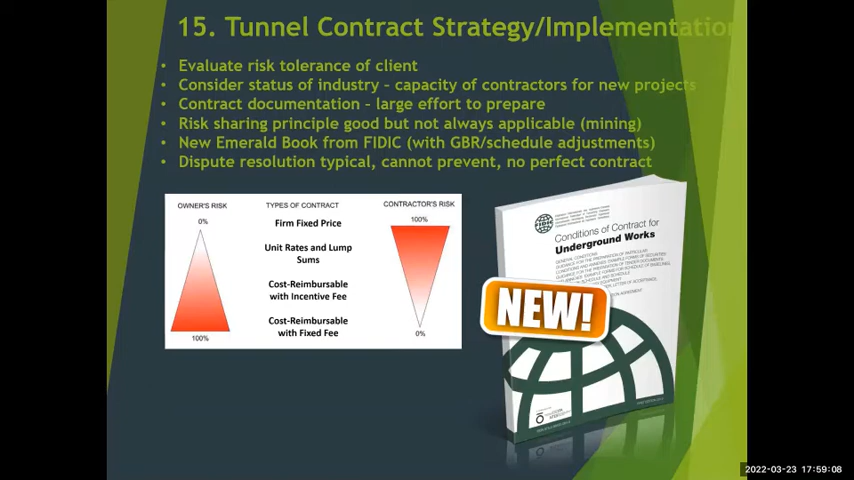 15. Tunnel Contract Strategy/Implementation
• Evaluate risk tolerance of client
• Consider status of industry – capacity of contractors for new projects
• Contract documentation – large effort to prepare
• Risk sharing principle good but not always applicable (mining)
• New Emerald Book from FIDIC (with GBR/schedule adjustments)
• Dispute resolution typical, cannot prevent, no perfect contract
OWNER'S RISK
TYPES OF CONTRACT
CONTRACTOR'S RISK
0%
Firm Fixed Price
100%
Unit Rates and Lump
Sums
Cost-Reimbursable
with Incentive Fee
Cost-Reimbursable
with Fixed Fee
100%
0%
FIDIC
Conditions of Contract for
Underground Works
GENERAL CONDITIONS
NEW!
2022-03-23 17:59:08